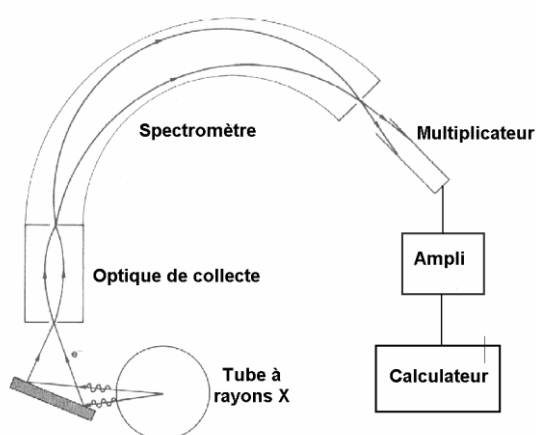 Spectromètre
Multiplicateur
Optique de collecte
Ampli
e⁻
Tube à
rayons X
Calculateur